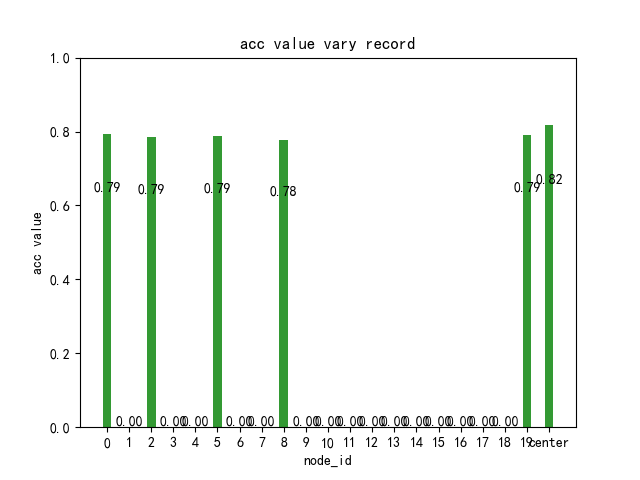 acc value vary record
1.0
0.8
0.6
0.4
0.2
0.0
acc value
0.79 0.00 0.79 0.00 0.00 0.79 0.00 0.00 0.78 0.00 0.00 0.00 0.00 0.00 0.00 0.00 0.00 0.00 0.00 0.79 0.82
0 1 2 3 4 5 6 7 8 9 10 11 12 13 14 15 16 17 18 19 center
node_id